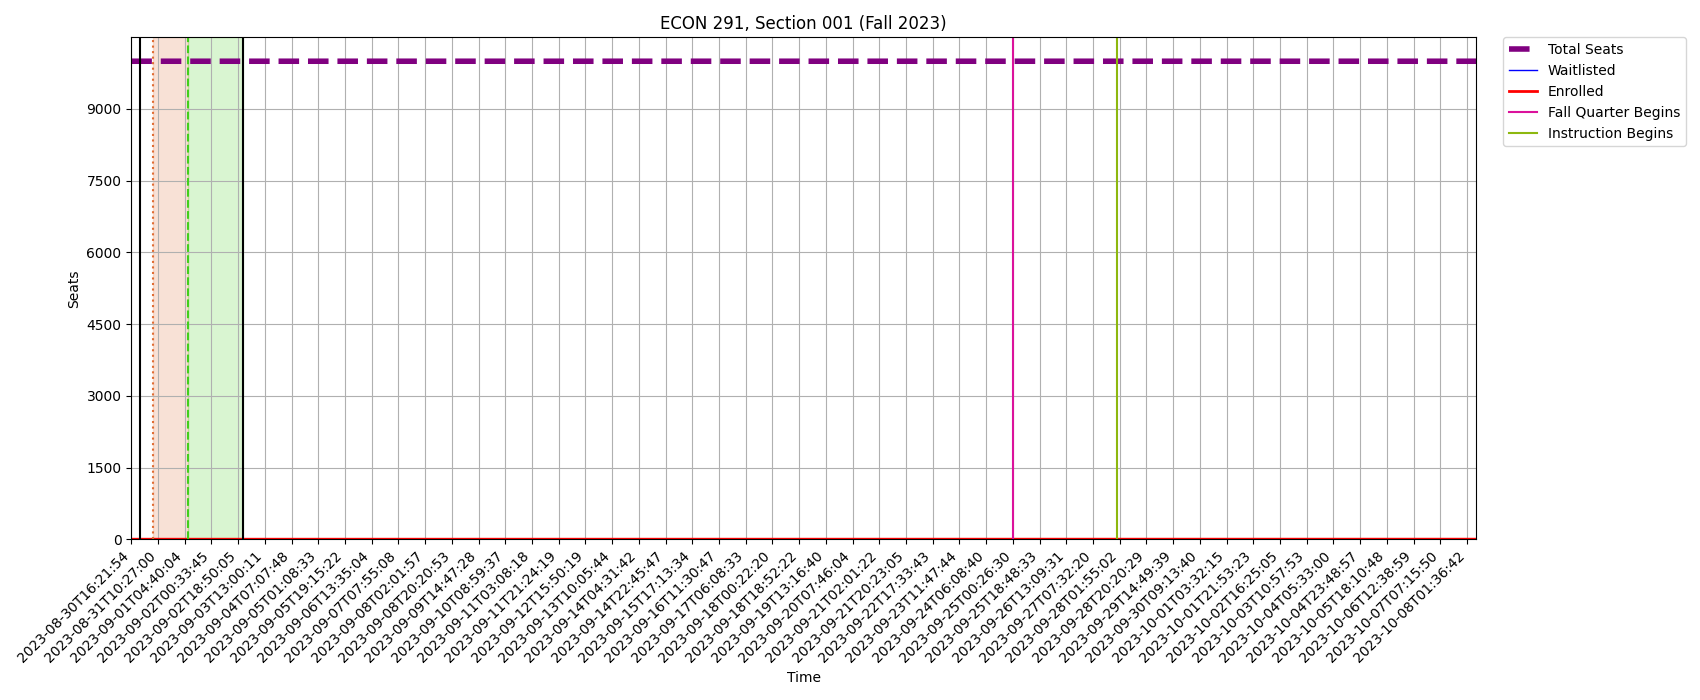 ECON 291, Section 001 (Fall 2023)
Total Seats
Waitlisted
Enrolled
Fall Quarter Begins
Instruction Begins
9000
7500
6000
4500
3000
1500
0
Seats
2023-08-30T16:21:54
2023-08-31T10:27:00
2023-09-01T04:40:04
2023-09-02T00:33:45
2023-09-02T18:50:05
2023-09-03T13:00:11
2023-09-04T07:07:48
2023-09-05T01:08:33
2023-09-05T19:15:22
2023-09-06T13:35:04
2023-09-07T07:55:08
2023-09-08T02:01:57
2023-09-08T20:20:53
2023-09-09T14:47:28
2023-09-10T08:59:37
2023-09-11T03:08:18
2023-09-11T21:24:19
2023-09-12T15:50:19
2023-09-13T10:05:44
2023-09-14T04:31:42
2023-09-14T22:45:47
2023-09-15T17:13:34
2023-09-16T11:30:47
2023-09-17T06:08:33
2023-09-18T00:22:20
2023-09-18T18:52:22
2023-09-19T13:16:40
2023-09-20T07:46:04
2023-09-21T02:01:22
2023-09-21T20:23:05
2023-09-22T17:33:43
2023-09-23T11:47:44
2023-09-24T06:08:40
2023-09-25T00:26:30
2023-09-25T18:48:33
2023-09-26T13:09:31
2023-09-27T07:32:20
2023-09-28T01:55:02
2023-09-28T20:20:29
2023-09-29T14:49:39
2023-09-30T09:13:40
2023-10-01T03:32:15
2023-10-01T21:53:23
2023-10-02T16:25:05
2023-10-03T10:57:53
2023-10-04T05:33:00
2023-10-04T23:48:57
2023-10-05T18:10:48
2023-10-06T12:38:59
2023-10-07T07:15:50
2023-10-08T01:36:42
Time